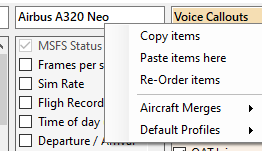 Airbus A320 Neo
Voice Callouts
Copy items
Paste items here
Re-Order items
Aircraft Merges
Default Profiles
MSFS Status
Frames per s
Sim Rate
Fligh Record
Time of day
Departure / Arrival